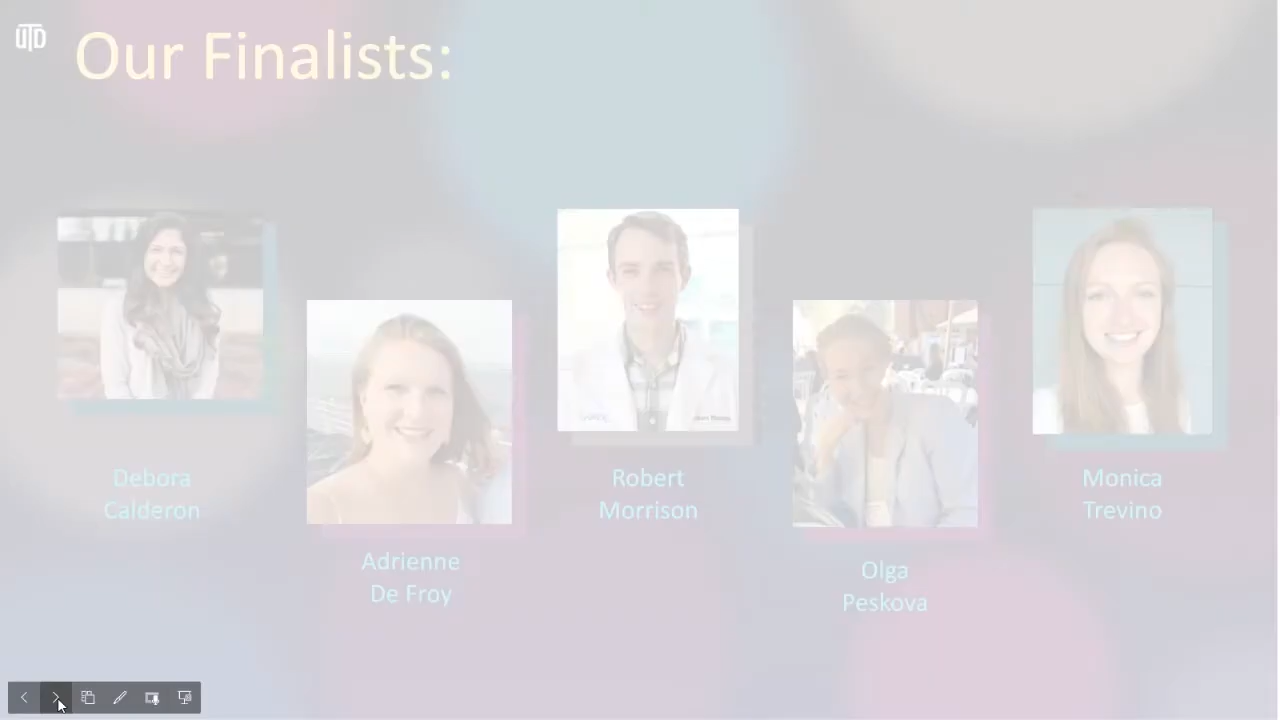 UTD
Our Finalists:
Debora
Calderon
Adrienne
De Froy
Robert
Morrison
Olga
Peskova
Monica
Trevino